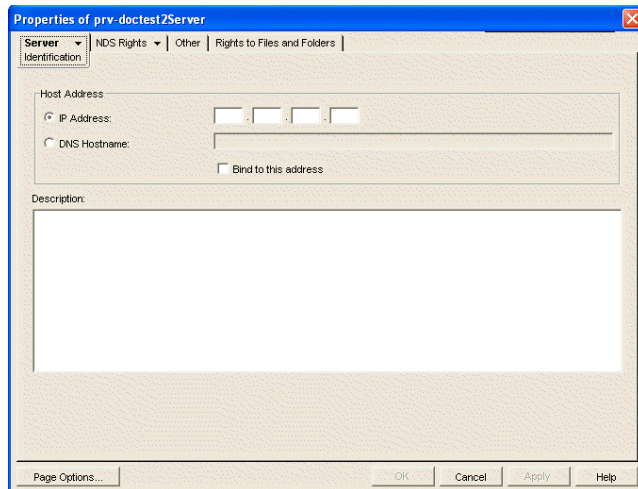 Properties of prv-doctest2Server
Server NDS Rights Other Rights to Files and Folders
Identification
Host Address
IP Address: . . .
DNS Hostname:
Bind to this address
Description:
Page Options... OK Cancel Apply Help